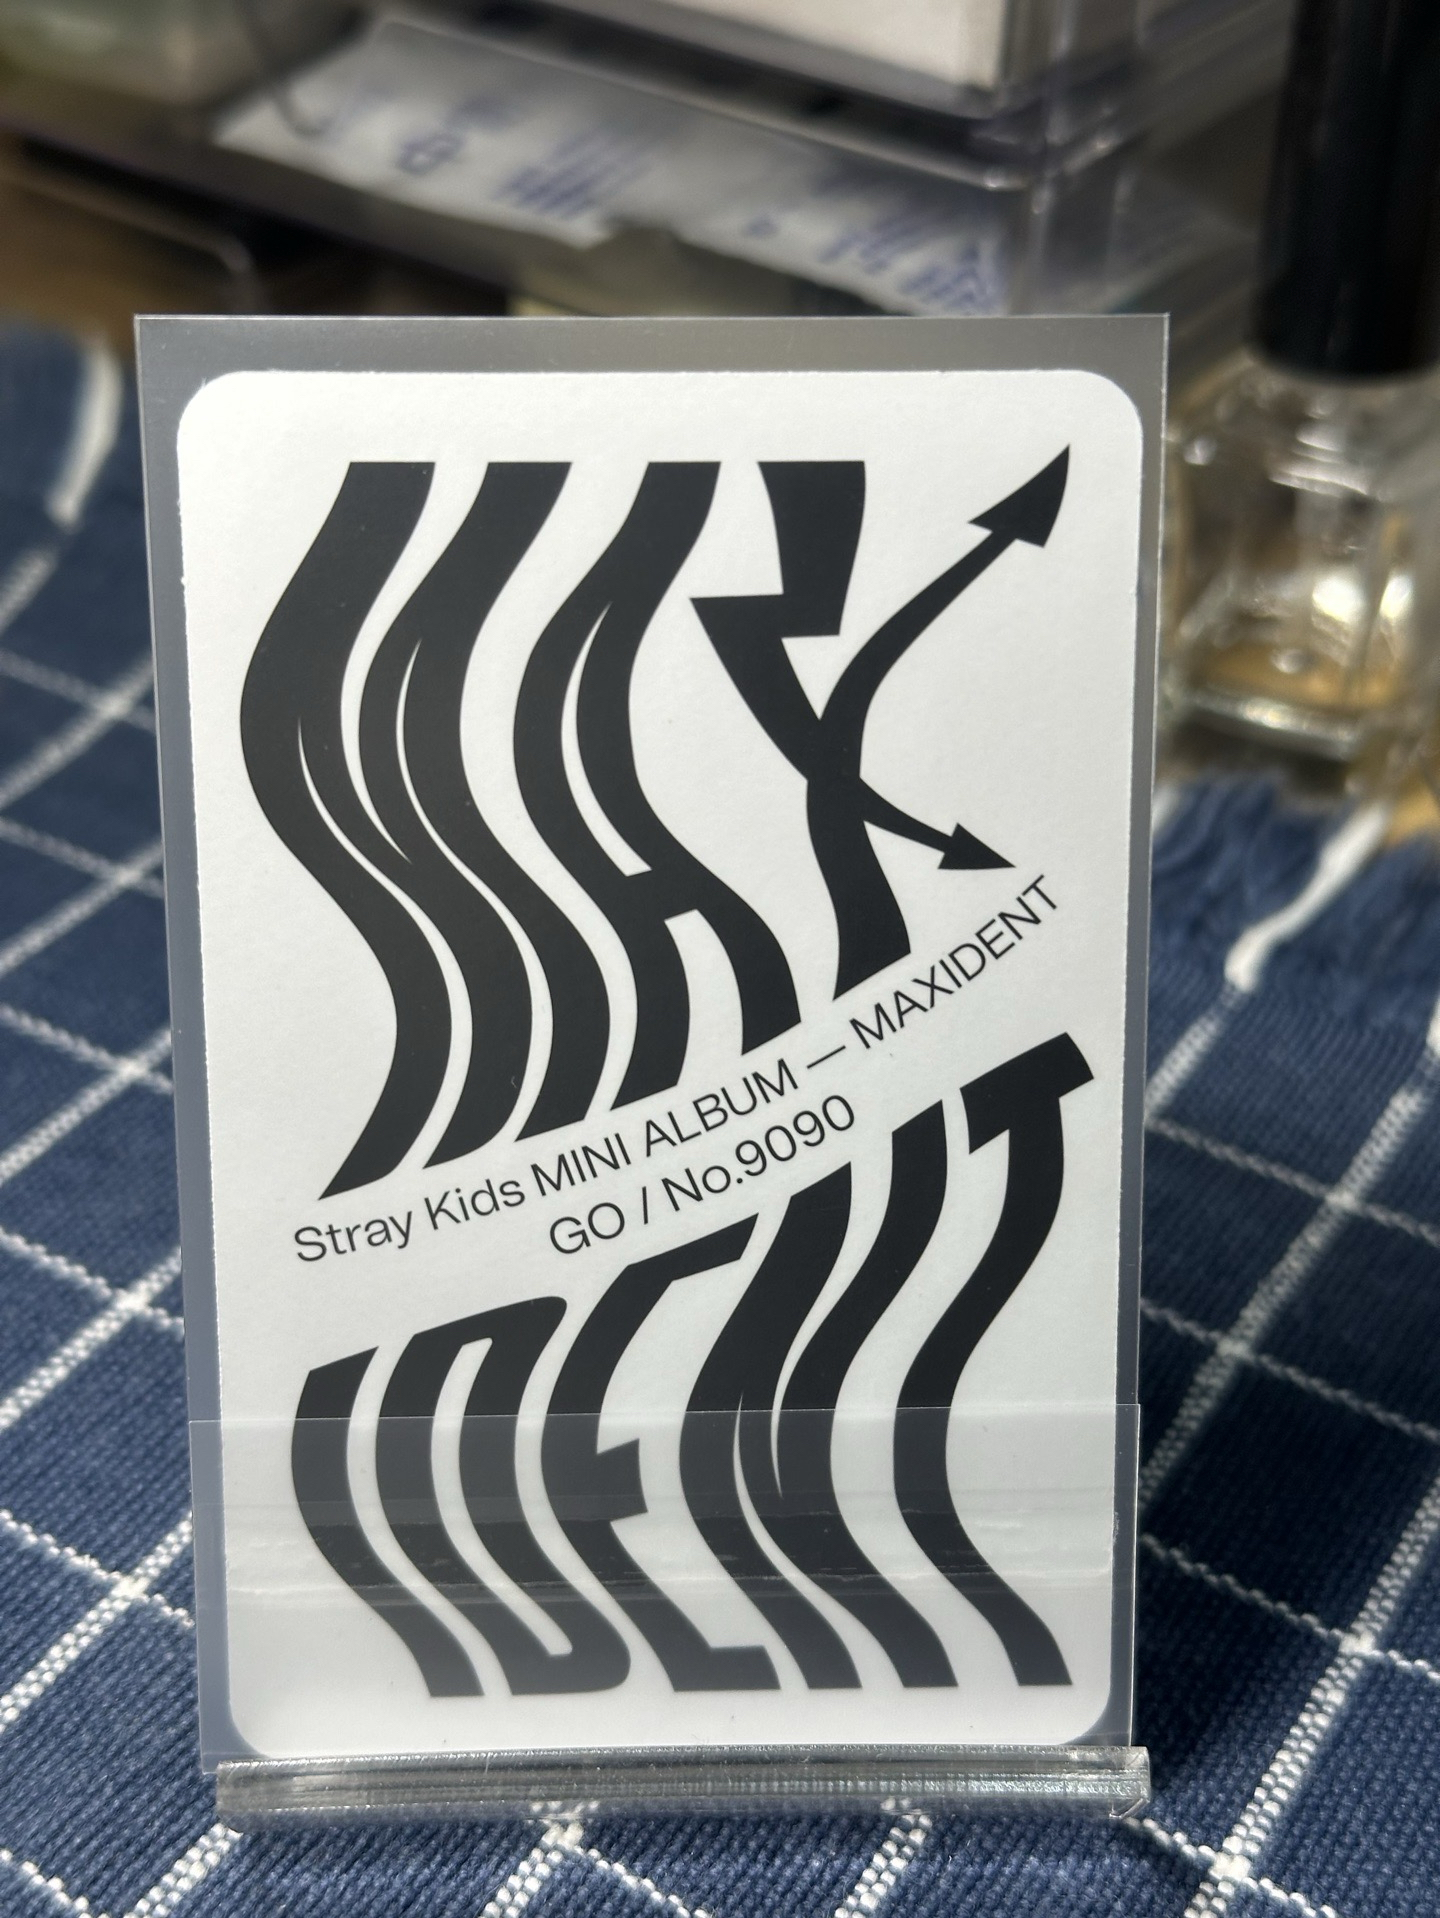 MAX
Stray Kids MINI ALBUM — MAXIDENT
GO / No.9090
IDENT